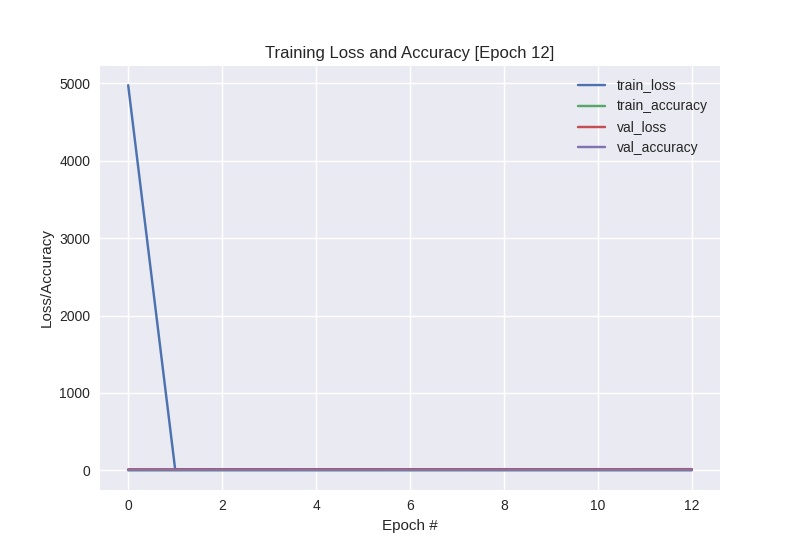 Training Loss and Accuracy [Epoch 12]
5000
4000
3000
2000
1000
0
Loss/Accuracy
train_loss
train_accuracy
val_loss
val_accuracy
0 2 4 6 8 10 12
Epoch #